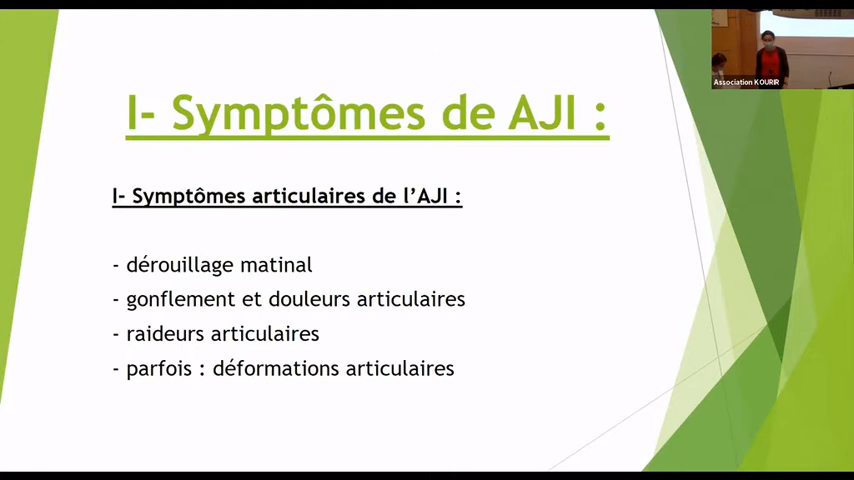 Association KOURIR
I- Symptômes de AJI :
I- Symptômes articulaires de l’AJI :
- dérouillage matinal
- gonflement et douleurs articulaires
- raideurs articulaires
- parfois : déformations articulaires